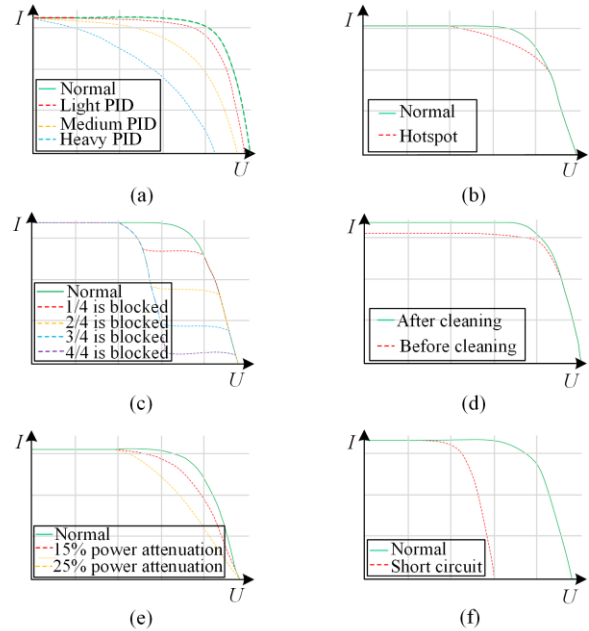 I
Normal
Light PID
Medium PID
Heavy PID
U
(a)
I
Normal
Hotspot
U
(b)
I
Normal
1/4 is blocked
2/4 is blocked
3/4 is blocked
4/4 is blocked
U
(c)
I
After cleaning
Before cleaning
U
(d)
I
Normal
15% power attenuation
25% power attenuation
U
(e)
I
Normal
Short circuit
U
(f)